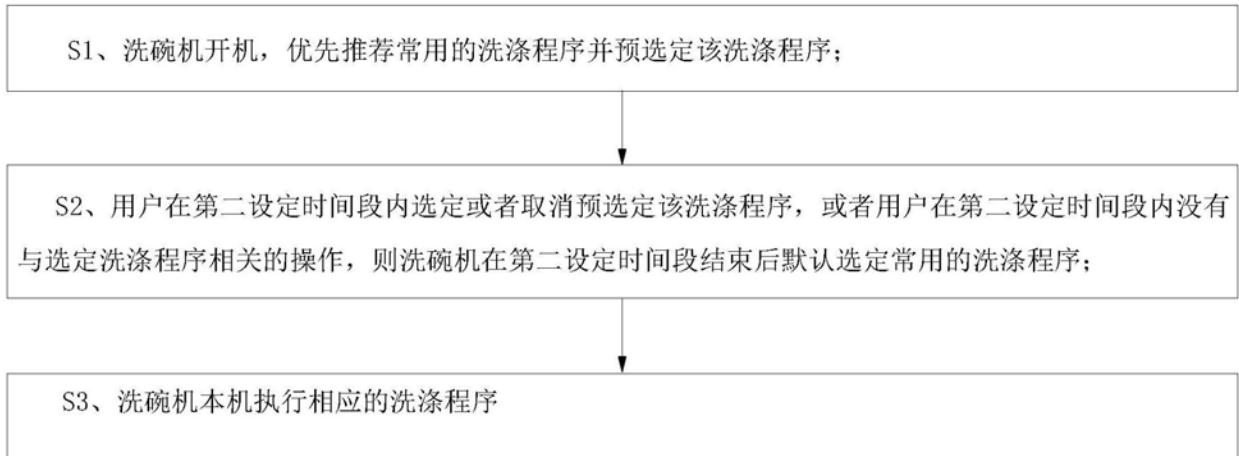 S1、洗碗机开机，优先推荐常用的洗涤程序并预选定该洗涤程序；
S2、用户在第二设定时间段内选定或者取消预选定该洗涤程序，或者用户在第二设定时间段内没有
与选定洗涤程序相关的操作，则洗碗机在第二设定时间段结束后默认选定常用的洗涤程序；
S3、洗碗机本机执行相应的洗涤程序